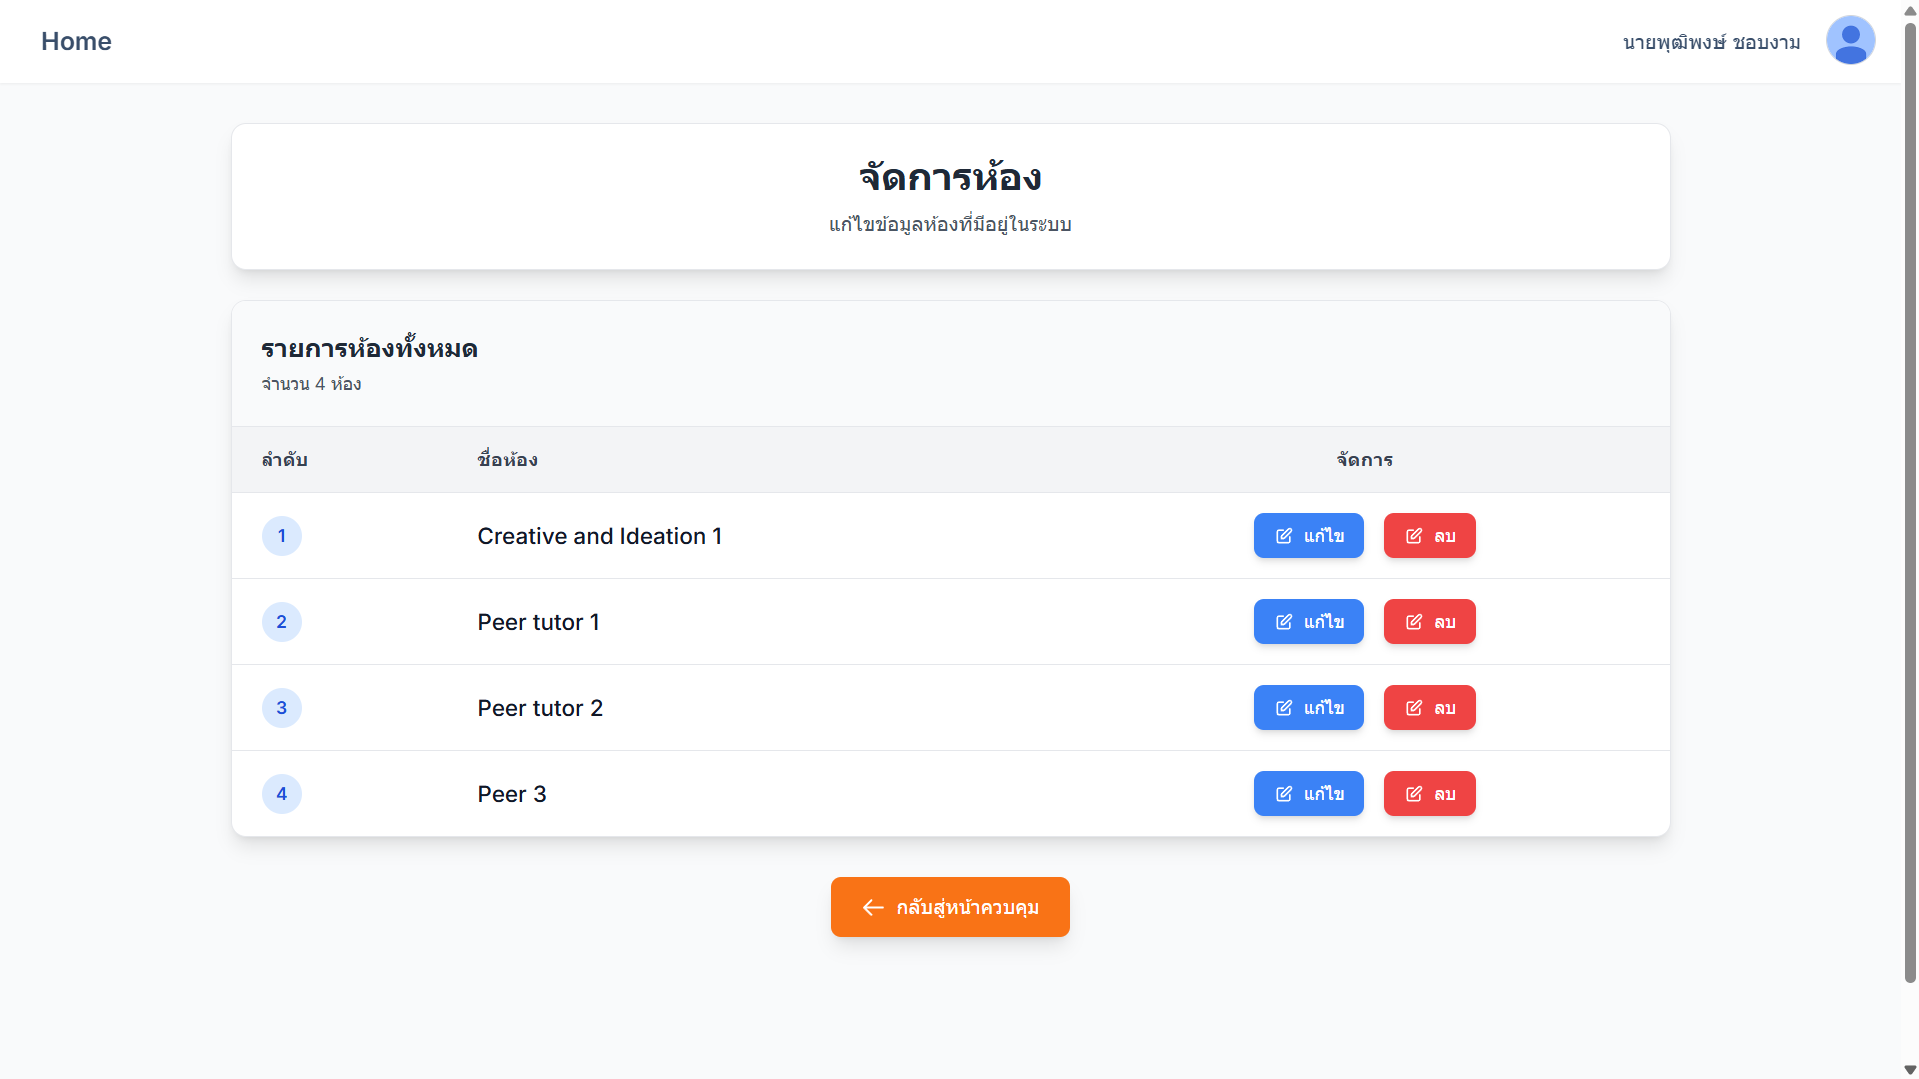 Home
นายพุฒิพงษ์ ชอบงาม
จัดการห้อง
แก้ไขข้อมูลห้องที่มีอยู่ในระบบ
รายการห้องทั้งหมด
จำนวน 4 ห้อง
ลำดับ ชื่อห้อง จัดการ
1 Creative and Ideation 1 แก้ไข ลบ
2 Peer tutor 1 แก้ไข ลบ
3 Peer tutor 2 แก้ไข ลบ
4 Peer 3 แก้ไข ลบ
กลับสู่หน้าควบคุม